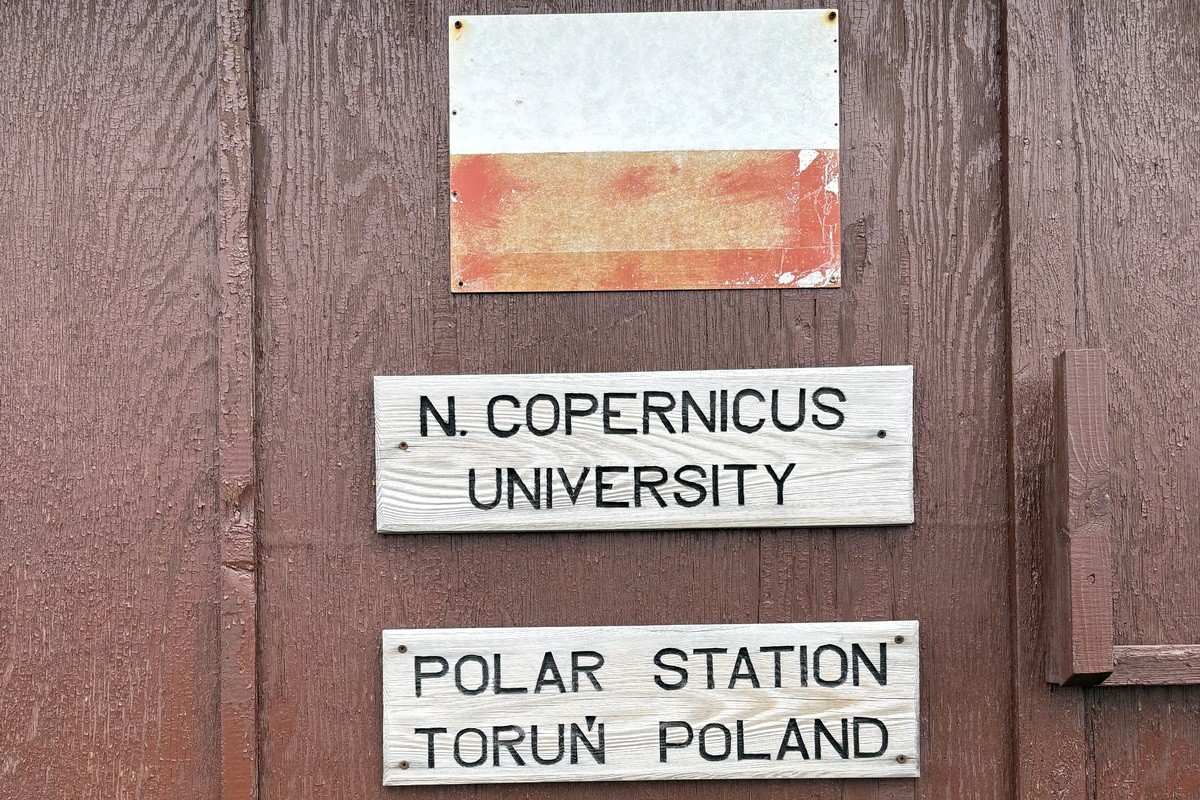 N. COPERNICUS
UNIVERSITY
POLAR STATION
TORUŃ POLAND